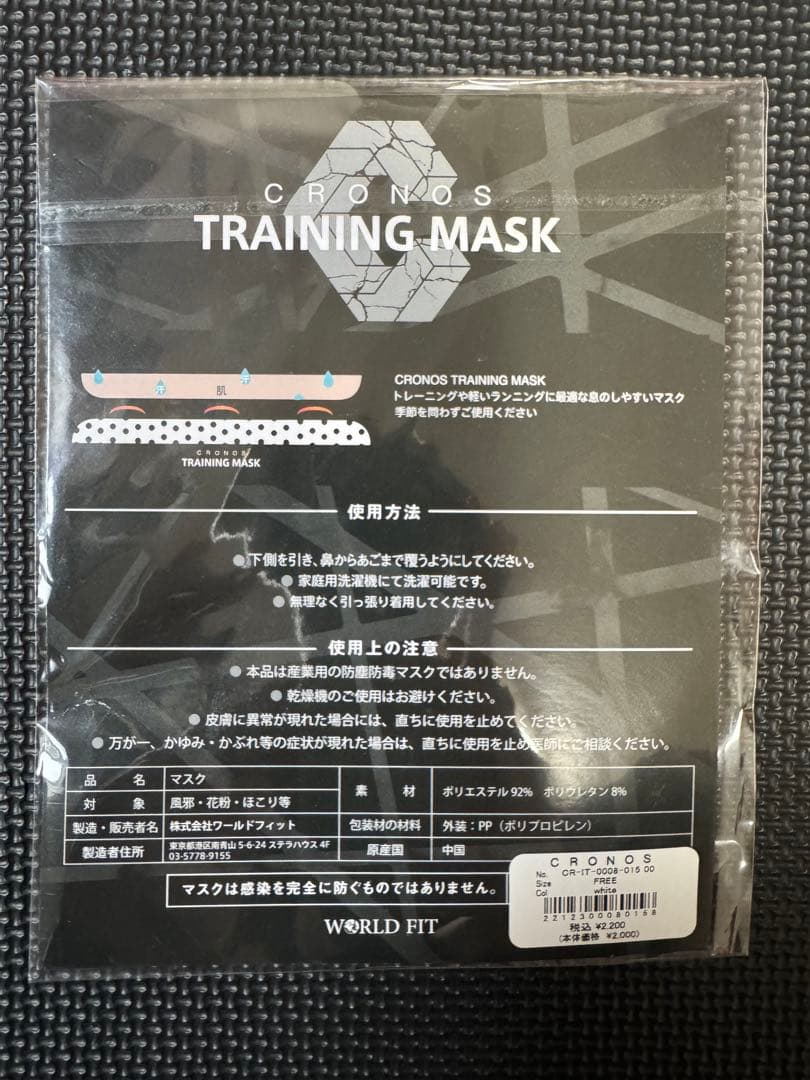 CRONOS
TRAINING MASK
汗
汗
肌
CRONOS
TRAINING MASK
CRONOS TRAINING MASK
トレーニングや軽いランニングに最適な息のしやすいマスク
季節を問わずご使用ください
使用方法
●下側を引き、鼻からあごまで覆うようにしてください。
●家庭用洗濯機にて洗濯可能です。
●無理なく引っ張り着用してください。
使用上の注意
●本品は産業用の防塵防毒マスクではありません。
●乾燥機のご使用はお避けください。
●皮膚に異常が現れた場合には、直ちに使用を止めてください。
●万が一、かゆみ・かぶれ等の症状が現れた場合は、直ちに使用を止め医師にご相談ください。
品名 マスク
対象 風邪・花粉・ほこり等
製造・販売者名 株式会社ワールドフィット
製造者住所 東京都港区南青山 5-6-24 ステラハウス 4F
03-5778-9155
素材 ポリエステル 92% ポリウレタン 8%
包装材の材料 外装：PP（ポリプロピレン）
原産国 中国
マスクは感染を完全に防ぐものではありません。
WORLD FIT
CRONOS
No. CR-IT-0008-015 00
Size FREE
Col white
2212300080158
税込 ¥2,200
(本体価格 ¥2,000)